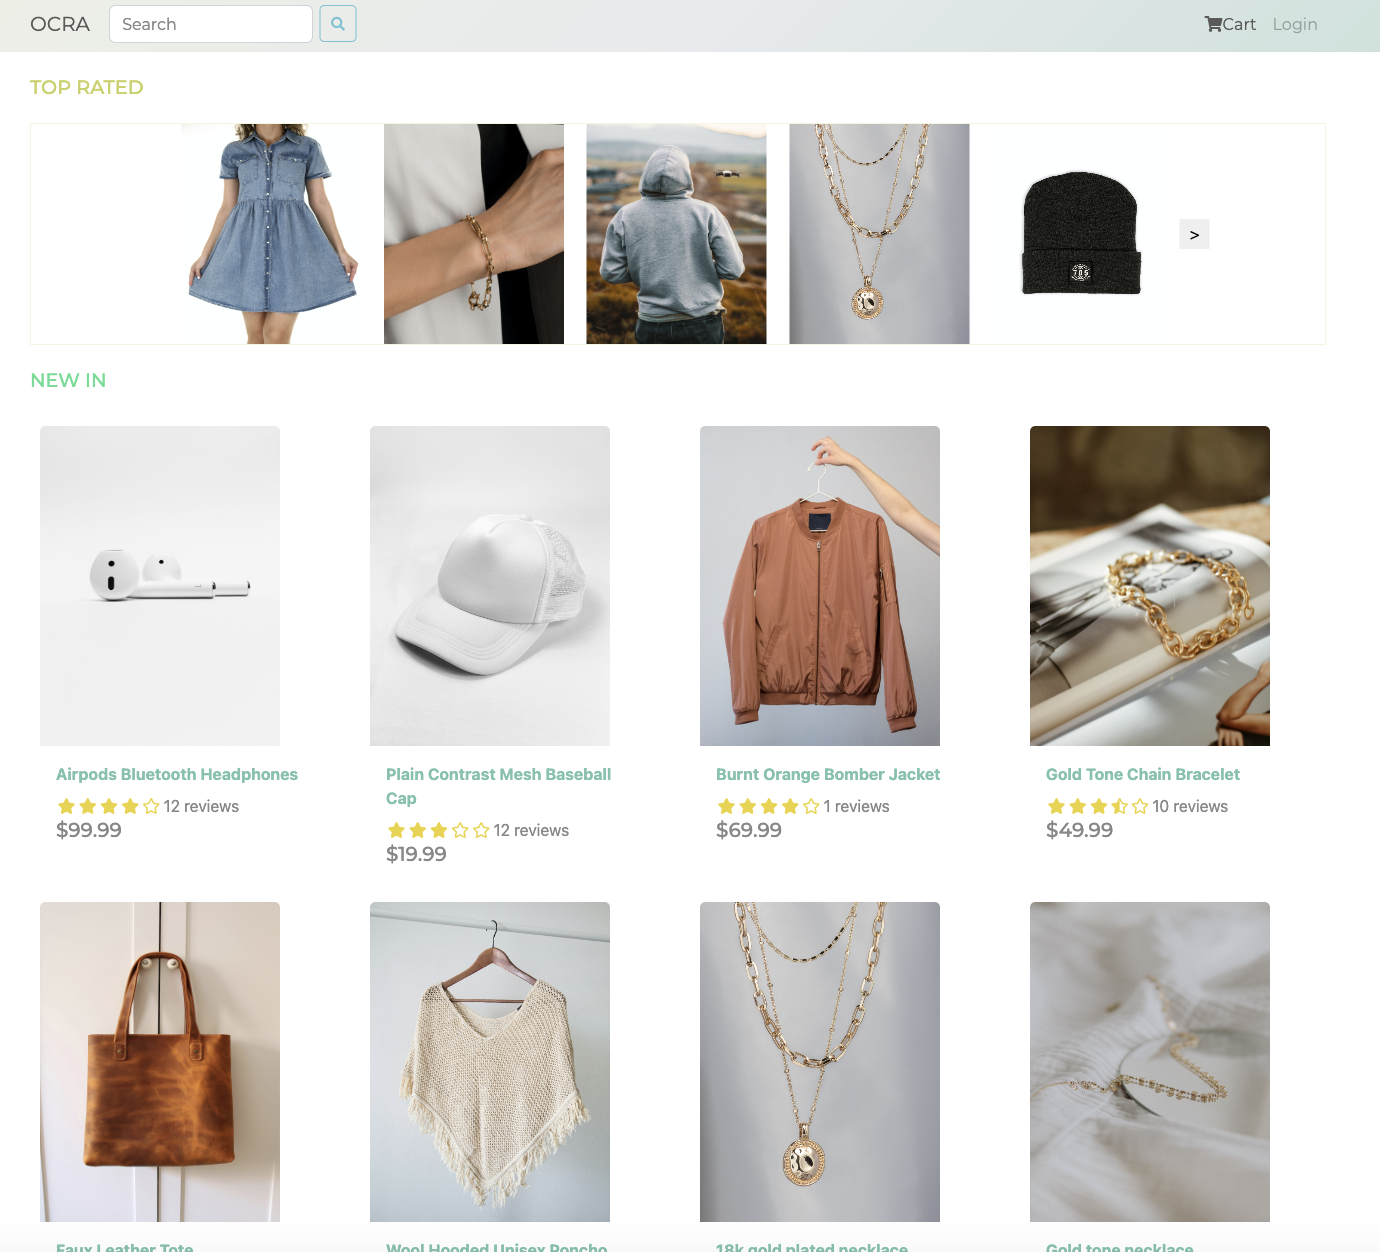 OCRA Search Cart Login
TOP RATED
>
NEW IN
Airpods Bluetooth Headphones
12 reviews
$99.99
Plain Contrast Mesh Baseball
Cap
12 reviews
$19.99
Burnt Orange Bomber Jacket
1 reviews
$69.99
Gold Tone Chain Bracelet
10 reviews
$49.99
Faux Leather Tote
Wool Hooded Unisex Poncho
18k gold plated necklace
Gold tone necklace